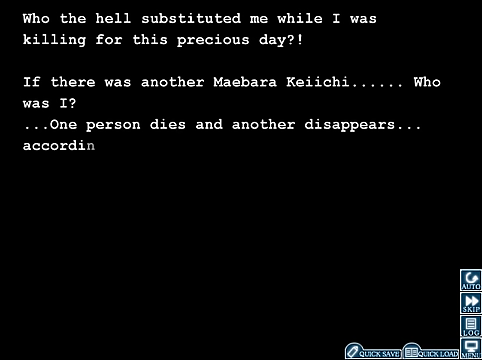 Who the hell substituted me while I was
killing for this precious day?!
If there was another Maebara Keiichi...... Who
was I?
...One person dies and another disappears...
accordin
AUTO
SKIP
LOG
MENU
QUICK SAVE
QUICK LOAD